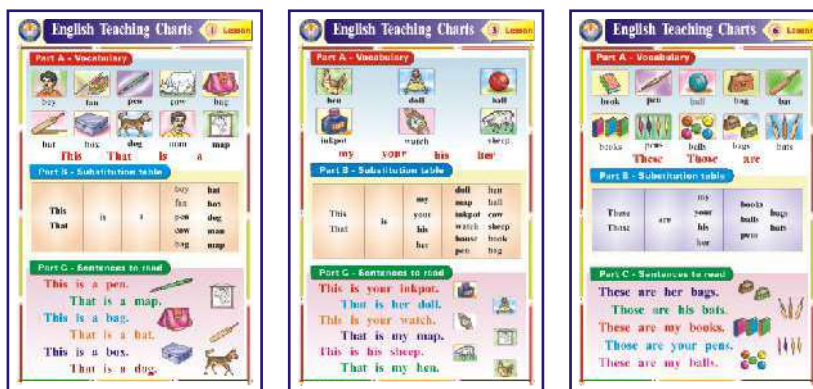 English Teaching Charts 1 Lesson
Part A - Vocabulary
boy fan pen cow bag
bat box dog man map
This That is a
Part B - Substitution table
This That
is
a
boy bat
fan box
pen dog
cow man
bag map
Part C - Sentences to read
This is a pen.
That is a map.
This is a bag.
That is a bat.
This is a box.
That is a dog.
English Teaching Charts 3 Lesson
Part A - Vocabulary
hen doll ball
inkpot watch sheep
my your his her
Part B - Substitution table
This
That
is
my
your
his
her
doll hen
map ball
inkpot cow
watch sheep
house book
pen bag
Part C - Sentences to read
This is your inkpot.
That is her doll.
This is your watch.
That is my map.
This is his sheep.
That is my hen.
English Teaching Charts 6 Lesson
Part A - Vocabulary
book pen ball bag bat
books pens balls bags bats
These Those are
Part B - Substitution table
These
Those
are
my
your
his
her
books
balls
pens
bags
bats
Part C - Sentences to read
These are her bags.
Those are his bats.
These are my books.
Those are your pens.
These are my balls.